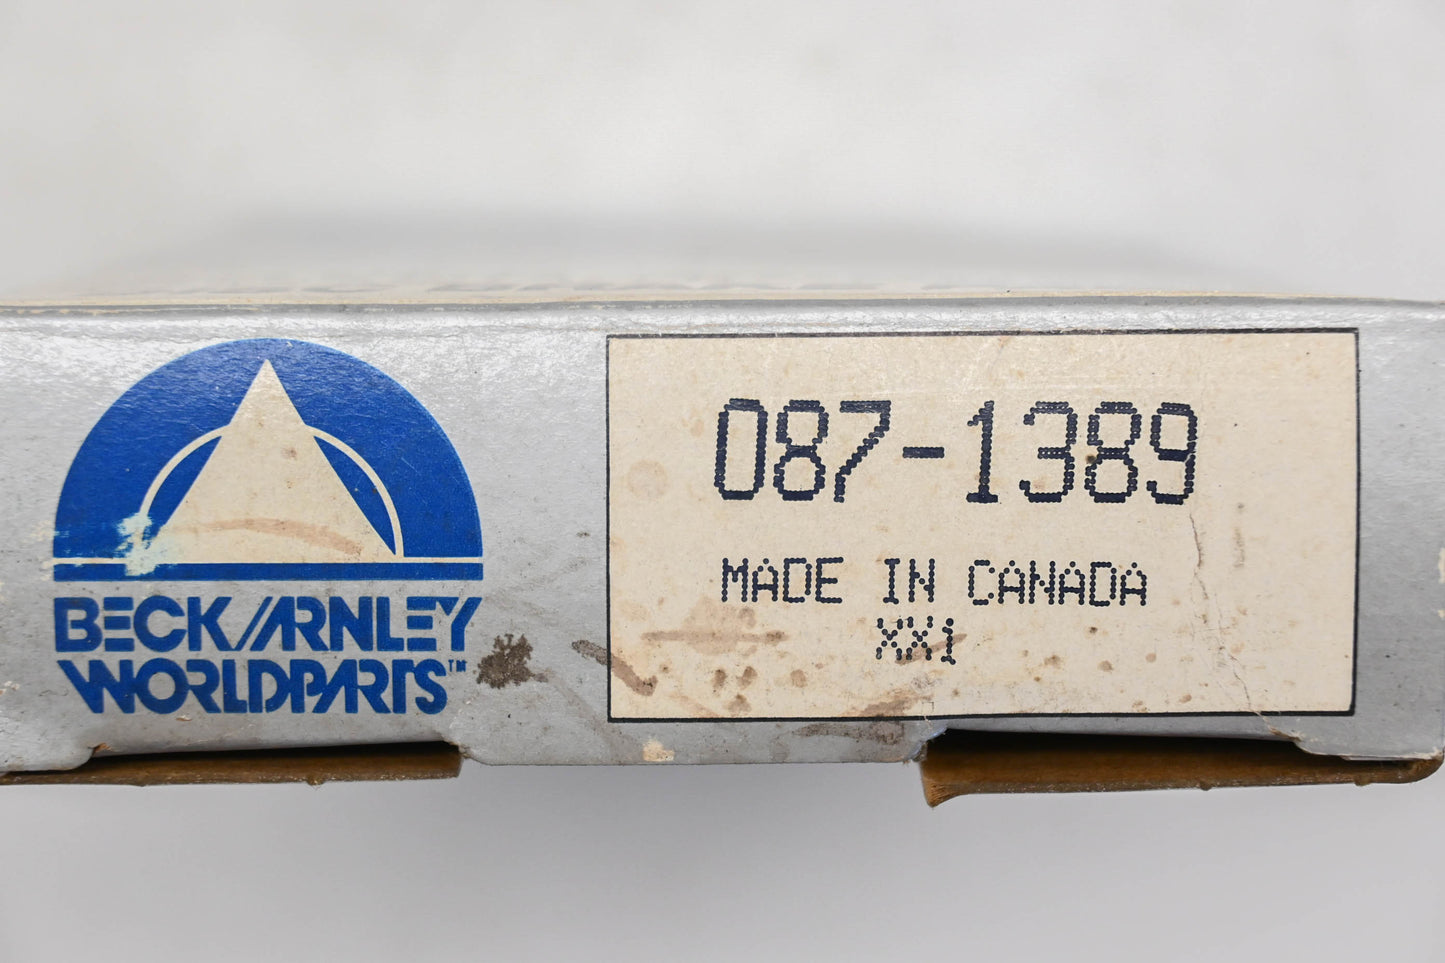 BECK/ARNLEY
WORLDPARTS™
087-1389
MADE IN CANADA
XX1